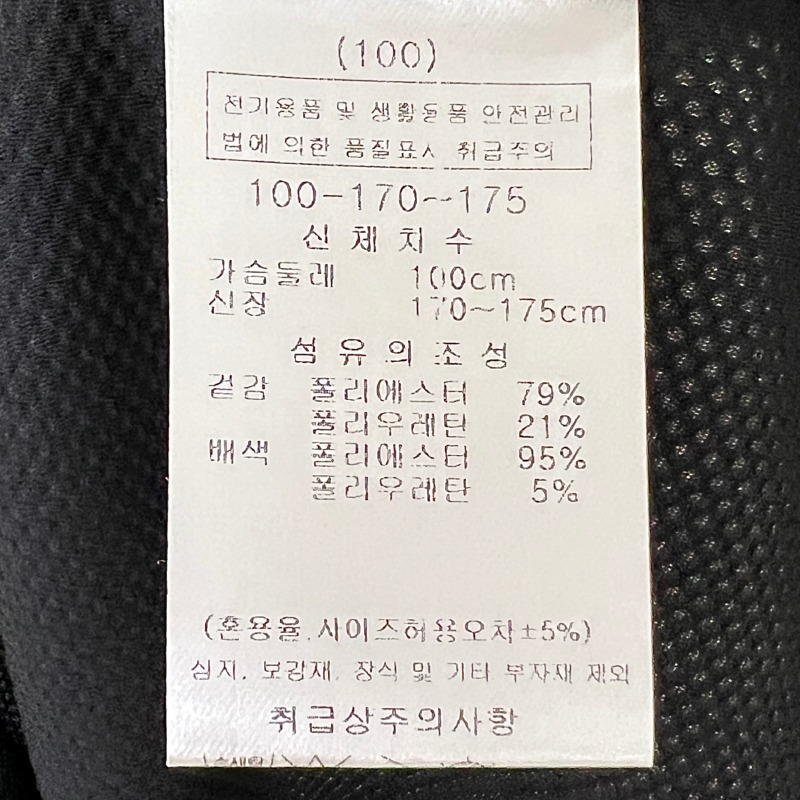 (100)
전기용품 및 생활용품 안전관리
법에 의한 품질표시 취급주의
100-170~175
신체치수
가슴둘레 100cm
신장 170~175cm
섬유의 조성
겉감 폴리에스터 79%
폴리우레탄 21%
배색 폴리에스터 95%
폴리우레탄 5%
(혼용율.사이즈허용오차±5%)
심지, 보강재, 장식 및 기타 부자재 제외
취급상주의사항